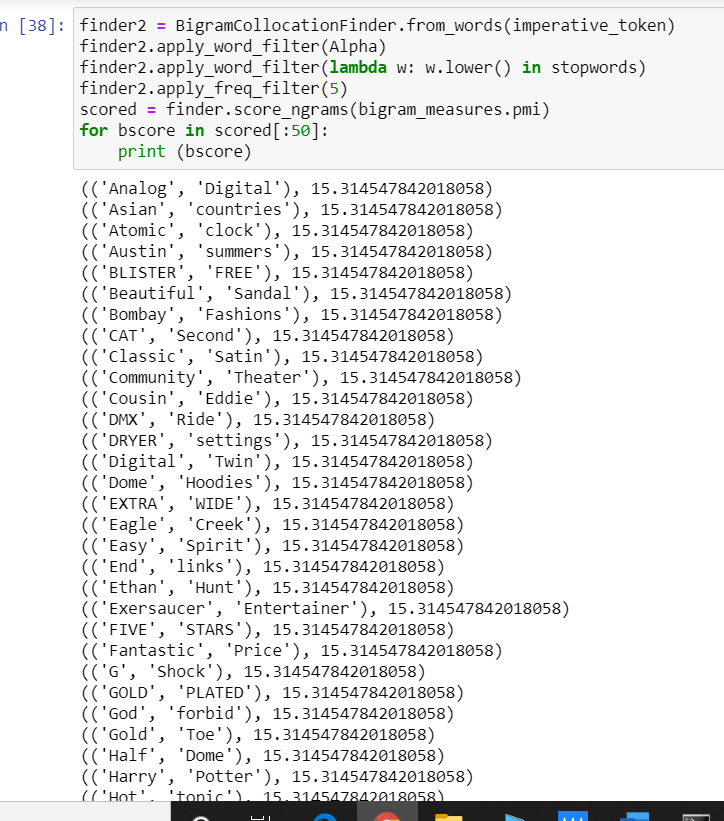 n [38]: finder2 = BigramCollocationFinder.from_words(imperative_token)
finder2.apply_word_filter(Alpha)
finder2.apply_word_filter(lambda w: w.lower() in stopwords)
finder2.apply_freq_filter(5)
scored = finder.score_ngrams(bigram_measures.pmi)
for bscore in scored[:50]:
    print (bscore)
(('Analog', 'Digital'), 15.314547842018058)
(('Asian', 'countries'), 15.314547842018058)
(('Atomic', 'clock'), 15.314547842018058)
(('Austin', 'summers'), 15.314547842018058)
(('BLISTER', 'FREE'), 15.314547842018058)
(('Beautiful', 'Sandal'), 15.314547842018058)
(('Bombay', 'Fashions'), 15.314547842018058)
(('CAT', 'Second'), 15.314547842018058)
(('Classic', 'Satin'), 15.314547842018058)
(('Community', 'Theater'), 15.314547842018058)
(('Cousin', 'Eddie'), 15.314547842018058)
(('DMX', 'Ride'), 15.314547842018058)
(('DRYER', 'settings'), 15.314547842018058)
(('Digital', 'Twin'), 15.314547842018058)
(('Dome', 'Hoodies'), 15.314547842018058)
(('EXTRA', 'WIDE'), 15.314547842018058)
(('Eagle', 'Creek'), 15.314547842018058)
(('Easy', 'Spirit'), 15.314547842018058)
(('End', 'links'), 15.314547842018058)
(('Ethan', 'Hunt'), 15.314547842018058)
(('Exersaucer', 'Entertainer'), 15.314547842018058)
(('FIVE', 'STARS'), 15.314547842018058)
(('Fantastic', 'Price'), 15.314547842018058)
(('G', 'Shock'), 15.314547842018058)
(('GOLD', 'PLATED'), 15.314547842018058)
(('God', 'forbid'), 15.314547842018058)
(('Gold', 'Toe'), 15.314547842018058)
(('Half', 'Dome'), 15.314547842018058)
(('Harry', 'Potter'), 15.314547842018058)
(('Hot', 'tonic'), 15.314547842018058)